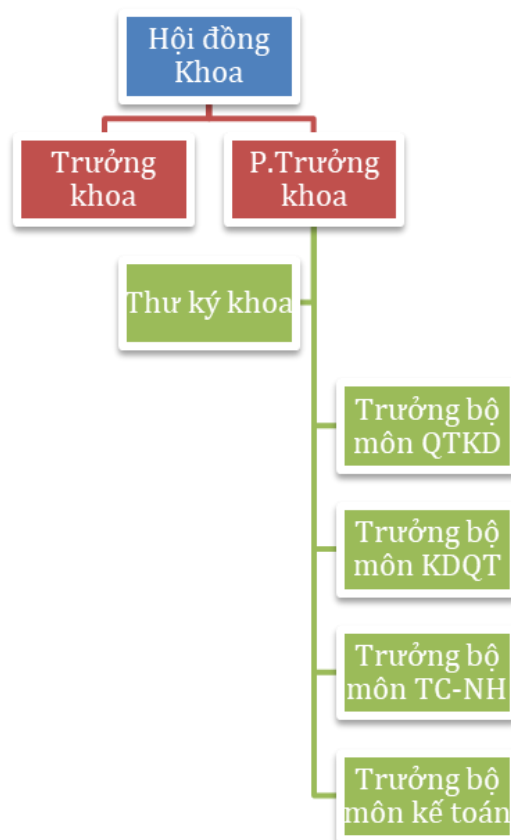 Hội đồng
Khoa
Trưởng
khoa
P.Trưởng
khoa
Thư ký khoa
Trưởng bộ
môn QTKD
Trưởng bộ
môn KDQT
Trưởng bộ
môn TC-NH
Trưởng bộ
môn kế toán